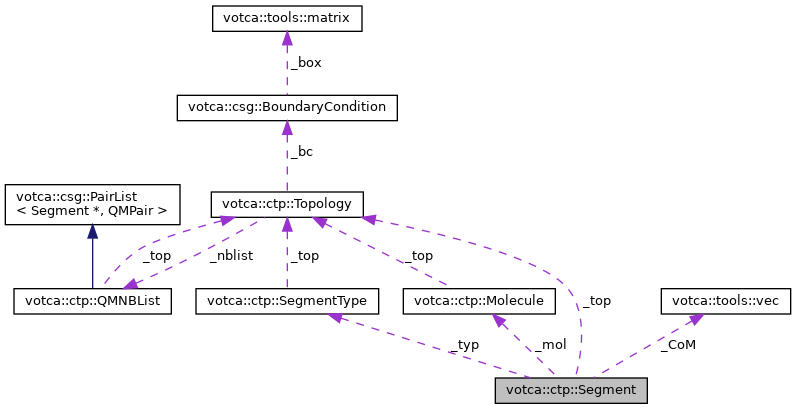 votca::tools::matrix
_box
votca::csg::BoundaryCondition
_bc
votca::csg::PairList
< Segment *, QMPair >
votca::ctp::Topology
_top
_nblist
_top
_top
_top
votca::ctp::QMNBList
votca::ctp::SegmentType
votca::ctp::Molecule
votca::tools::vec
_typ
_mol
_CoM
votca::ctp::Segment